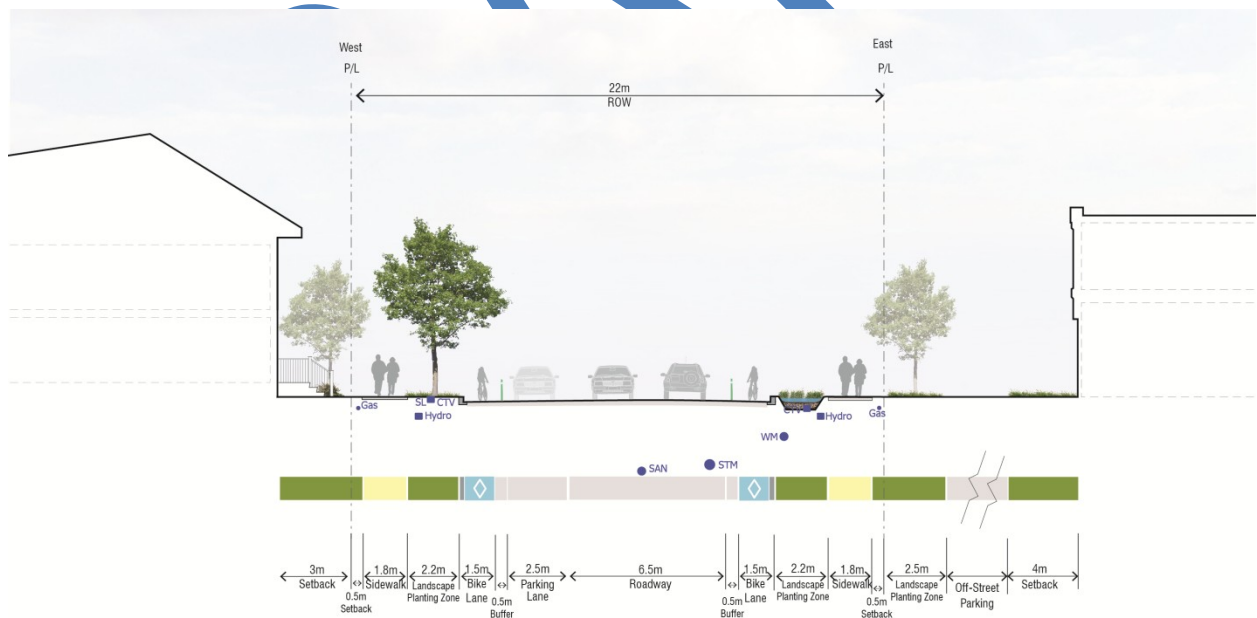 West
P/L
East
P/L
22m
ROW
Gas
SL
CTV
Hydro
CTV
Hydro
Gas
WM
SAN
STM
3m
Setback
0.5m
Setback
1.8m
Sidewalk
2.2m
Landscape
Planting Zone
1.5m
Bike
Lane
0.5m
Buffer
2.5m
Parking
Lane
6.5m
Roadway
0.5m
Buffer
1.5m
Bike
Lane
2.2m
Landscape
Planting Zone
1.8m
Sidewalk
0.5m
Setback
2.5m
Landscape
Planting Zone
Off-Street
Parking
4m
Setback